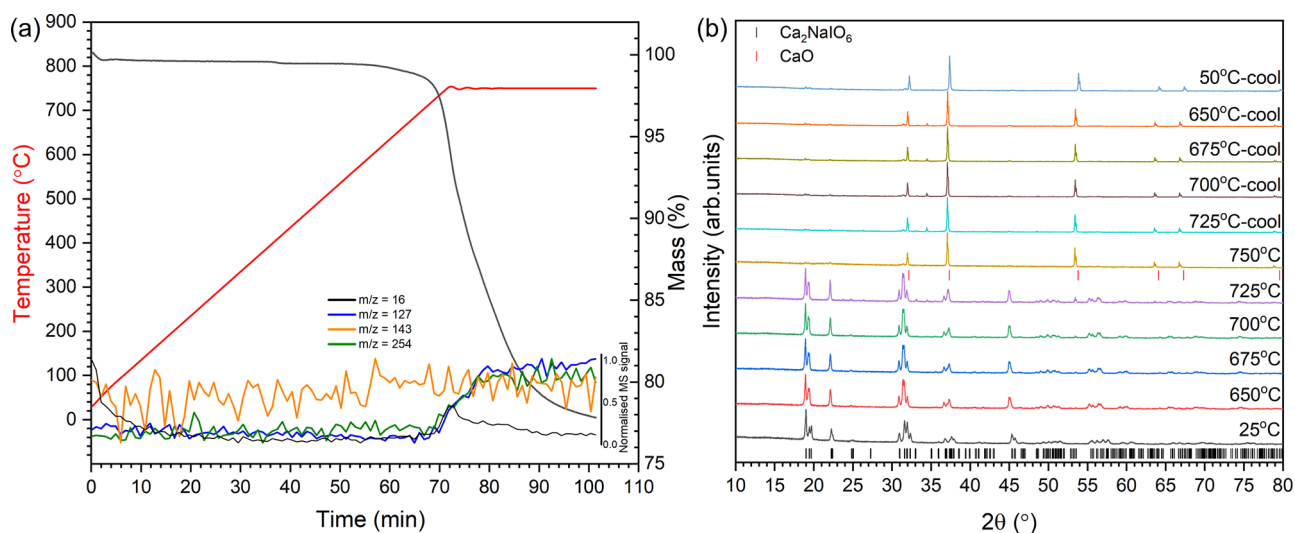 (a)
900
800
700
600
500
400
300
200
100
0
Temperature (°C)
0 10 20 30 40 50 60 70 80 90 100 110
Time (min)
100
95
90
85
80
75
Mass (%)
m/z = 16
m/z = 127
m/z = 143
m/z = 254
1.0
0.5
0.0
Normalised MS signal
(b)
Ca₂NaIO₆
CaO
50°C-cool
650°C-cool
675°C-cool
700°C-cool
725°C-cool
750°C
725°C
700°C
675°C
650°C
25°C
Intensity (arb.units)
10 15 20 25 30 35 40 45 50 55 60 65 70 75 80
2θ (°)